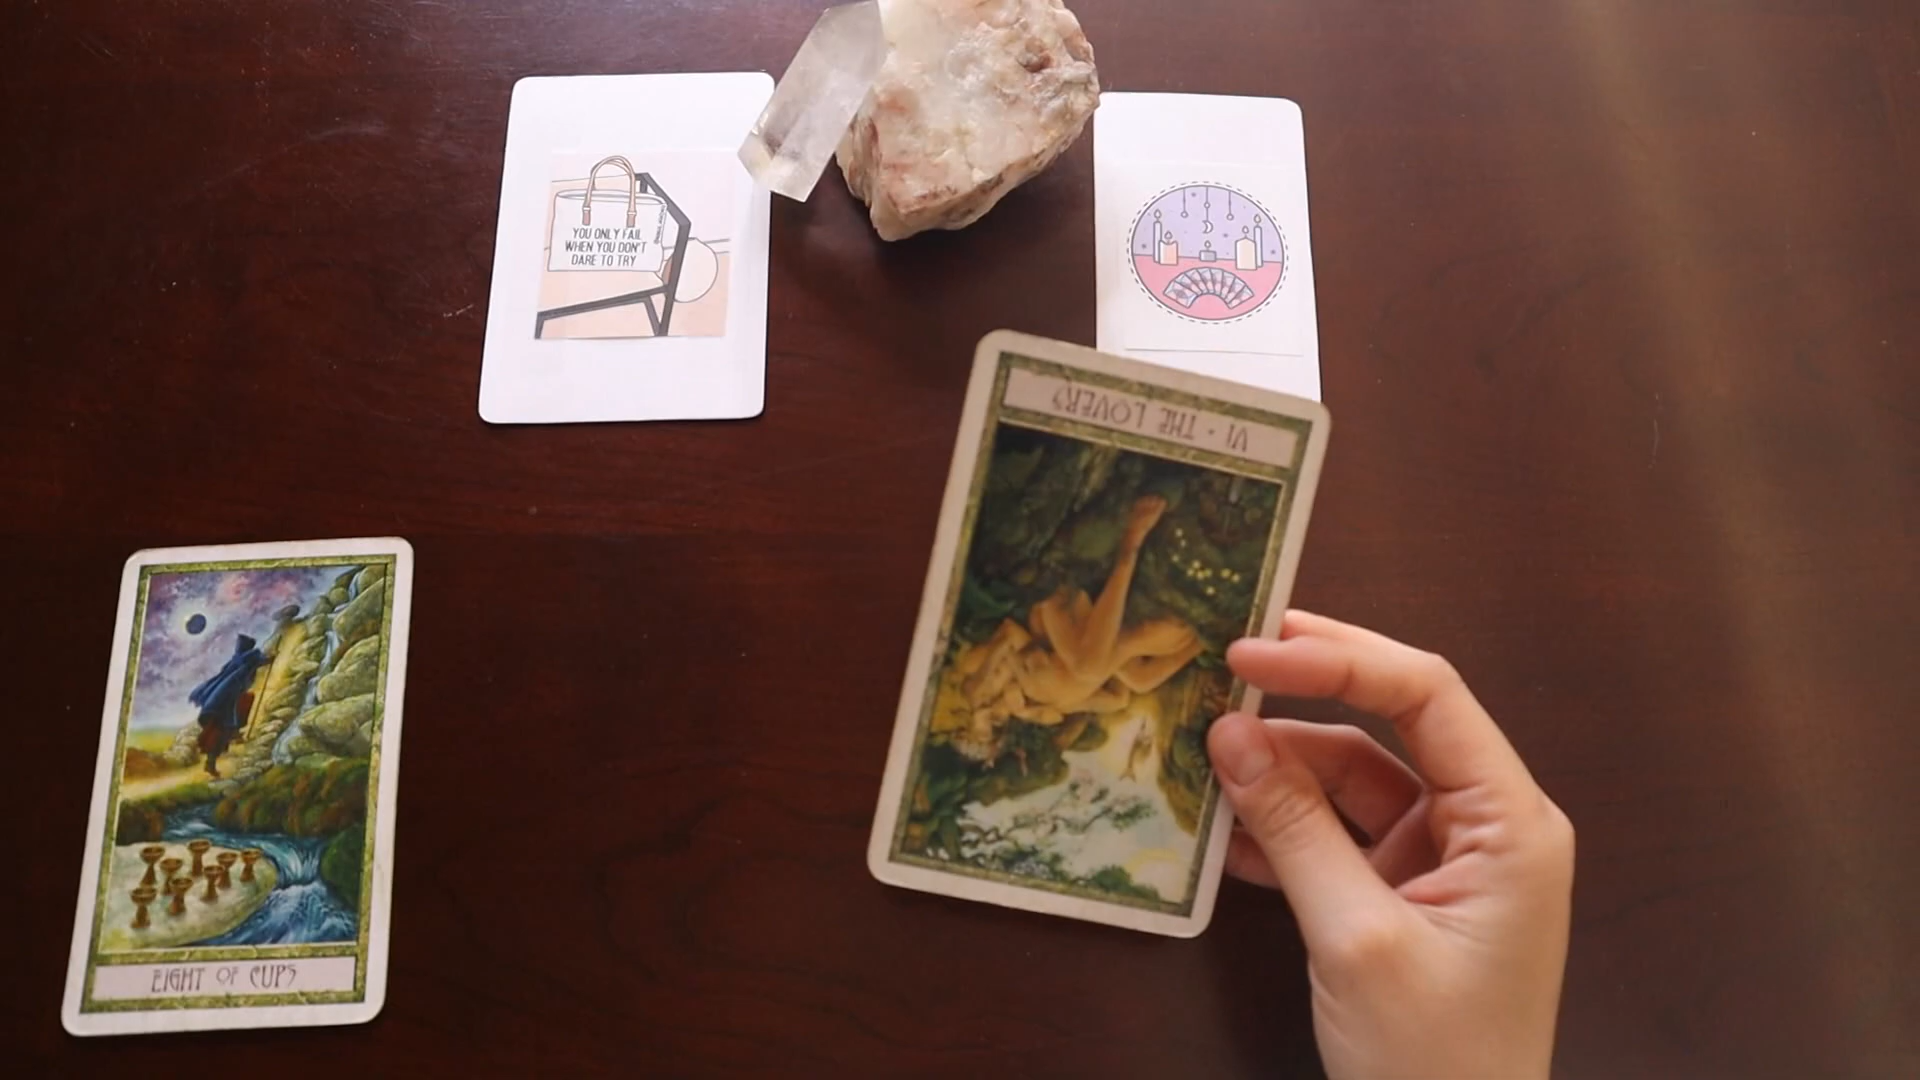 YOU ONLY FAIL
WHEN YOU DON'T
DARE TO TRY
VI • THE LOVERS
EIGHT OF CUPS